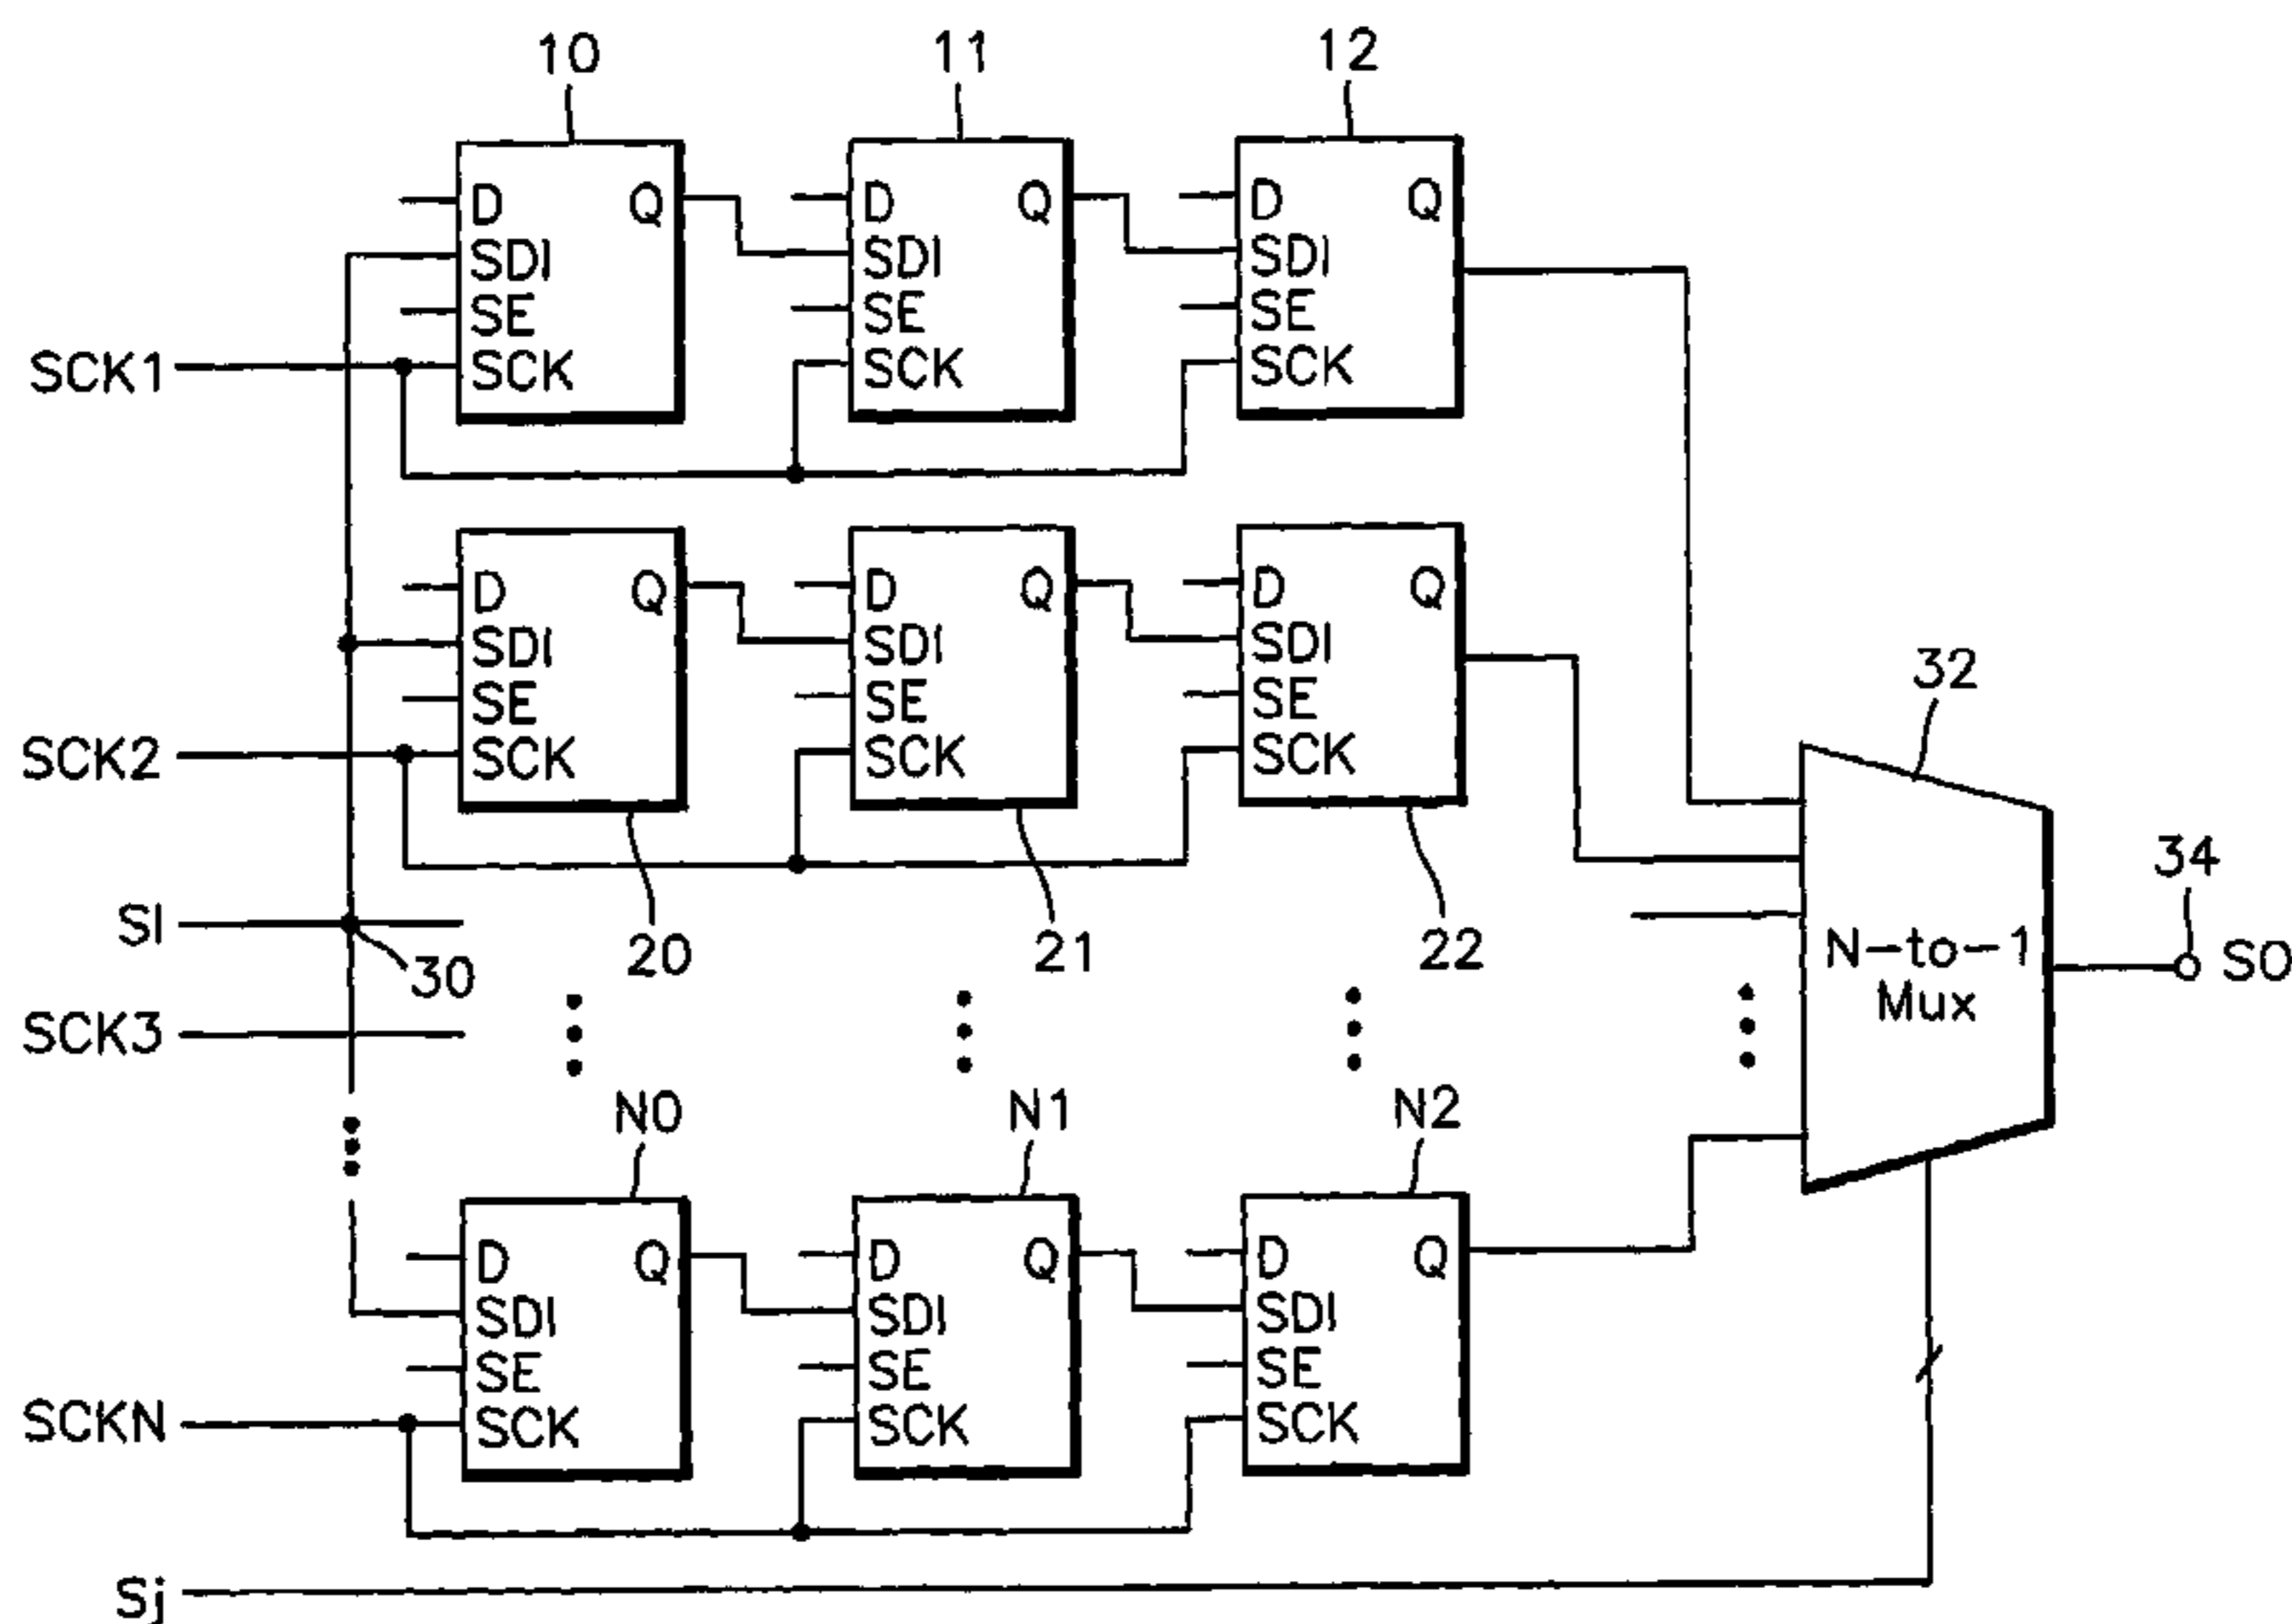 10 11 12
D Q D Q D Q
SDI SDI SDI
SE SE SE
SCK1 SCK SCK SCK
D Q D Q D Q
SDI SDI SDI
SE SE SE
SCK2 SCK SCK SCK
32
34
SI 20 21 22 N-to-1 SO
30 Mux
SCK3
N0 N1 N2
D Q D Q D Q
SDI SDI SDI
SE SE SE
SCKN SCK SCK SCK
Sj